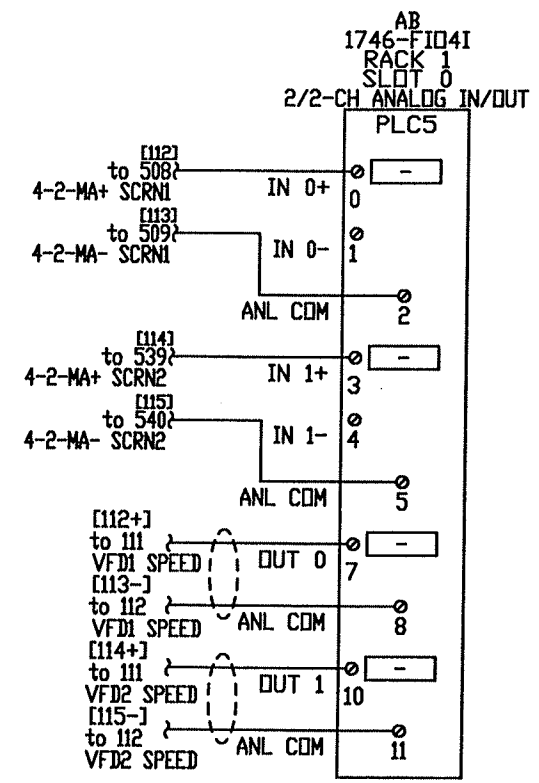 AB
1746-FIO4I
RACK 1
SLOT 0
2/2-CH ANALOG IN/OUT
PLC5
[112]
to 508
4-2-MA+ SCRN1
IN 0+
0
[113]
to 509
4-2-MA- SCRN1
IN 0-
1
ANL COM
2
[114]
to 539
4-2-MA+ SCRN2
IN 1+
3
[115]
to 540
4-2-MA- SCRN2
IN 1-
4
ANL COM
5
[112+]
to 111
VFD1 SPEED
OUT 0
7
[113-]
to 112
VFD1 SPEED
ANL COM
8
[114+]
to 111
VFD2 SPEED
OUT 1
10
[115-]
to 112
VFD2 SPEED
ANL COM
11